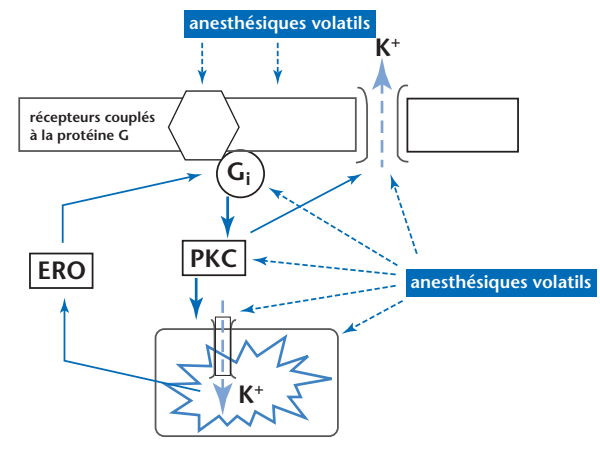 anesthésiques volatils
K+
récepteurs couplés
à la protéine G
Gi
PKC
ERO
anesthésiques volatils
K+